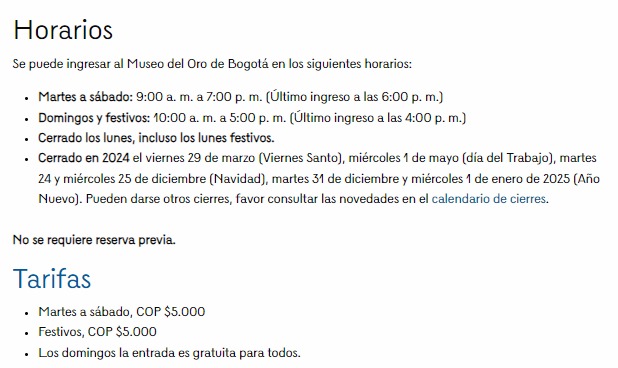 Horarios
Se puede ingresar al Museo del Oro de Bogotá en los siguientes horarios:
• Martes a sábado: 9:00 a. m. a 7:00 p. m. (Último ingreso a las 6:00 p. m.)
• Domingos y festivos: 10:00 a. m. a 5:00 p. m. (Último ingreso a las 4:00 p. m.)
• Cerrado los lunes, incluso los lunes festivos.
• Cerrado en 2024 el viernes 29 de marzo (Viernes Santo), miércoles 1 de mayo (día del Trabajo), martes
24 y miércoles 25 de diciembre (Navidad), martes 31 de diciembre y miércoles 1 de enero de 2025 (Año
Nuevo). Pueden darse otros cierres, favor consultar las novedades en el calendario de cierres.
No se requiere reserva previa.
Tarifas
• Martes a sábado, COP $5.000
• Festivos, COP $5.000
• Los domingos la entrada es gratuita para todos.